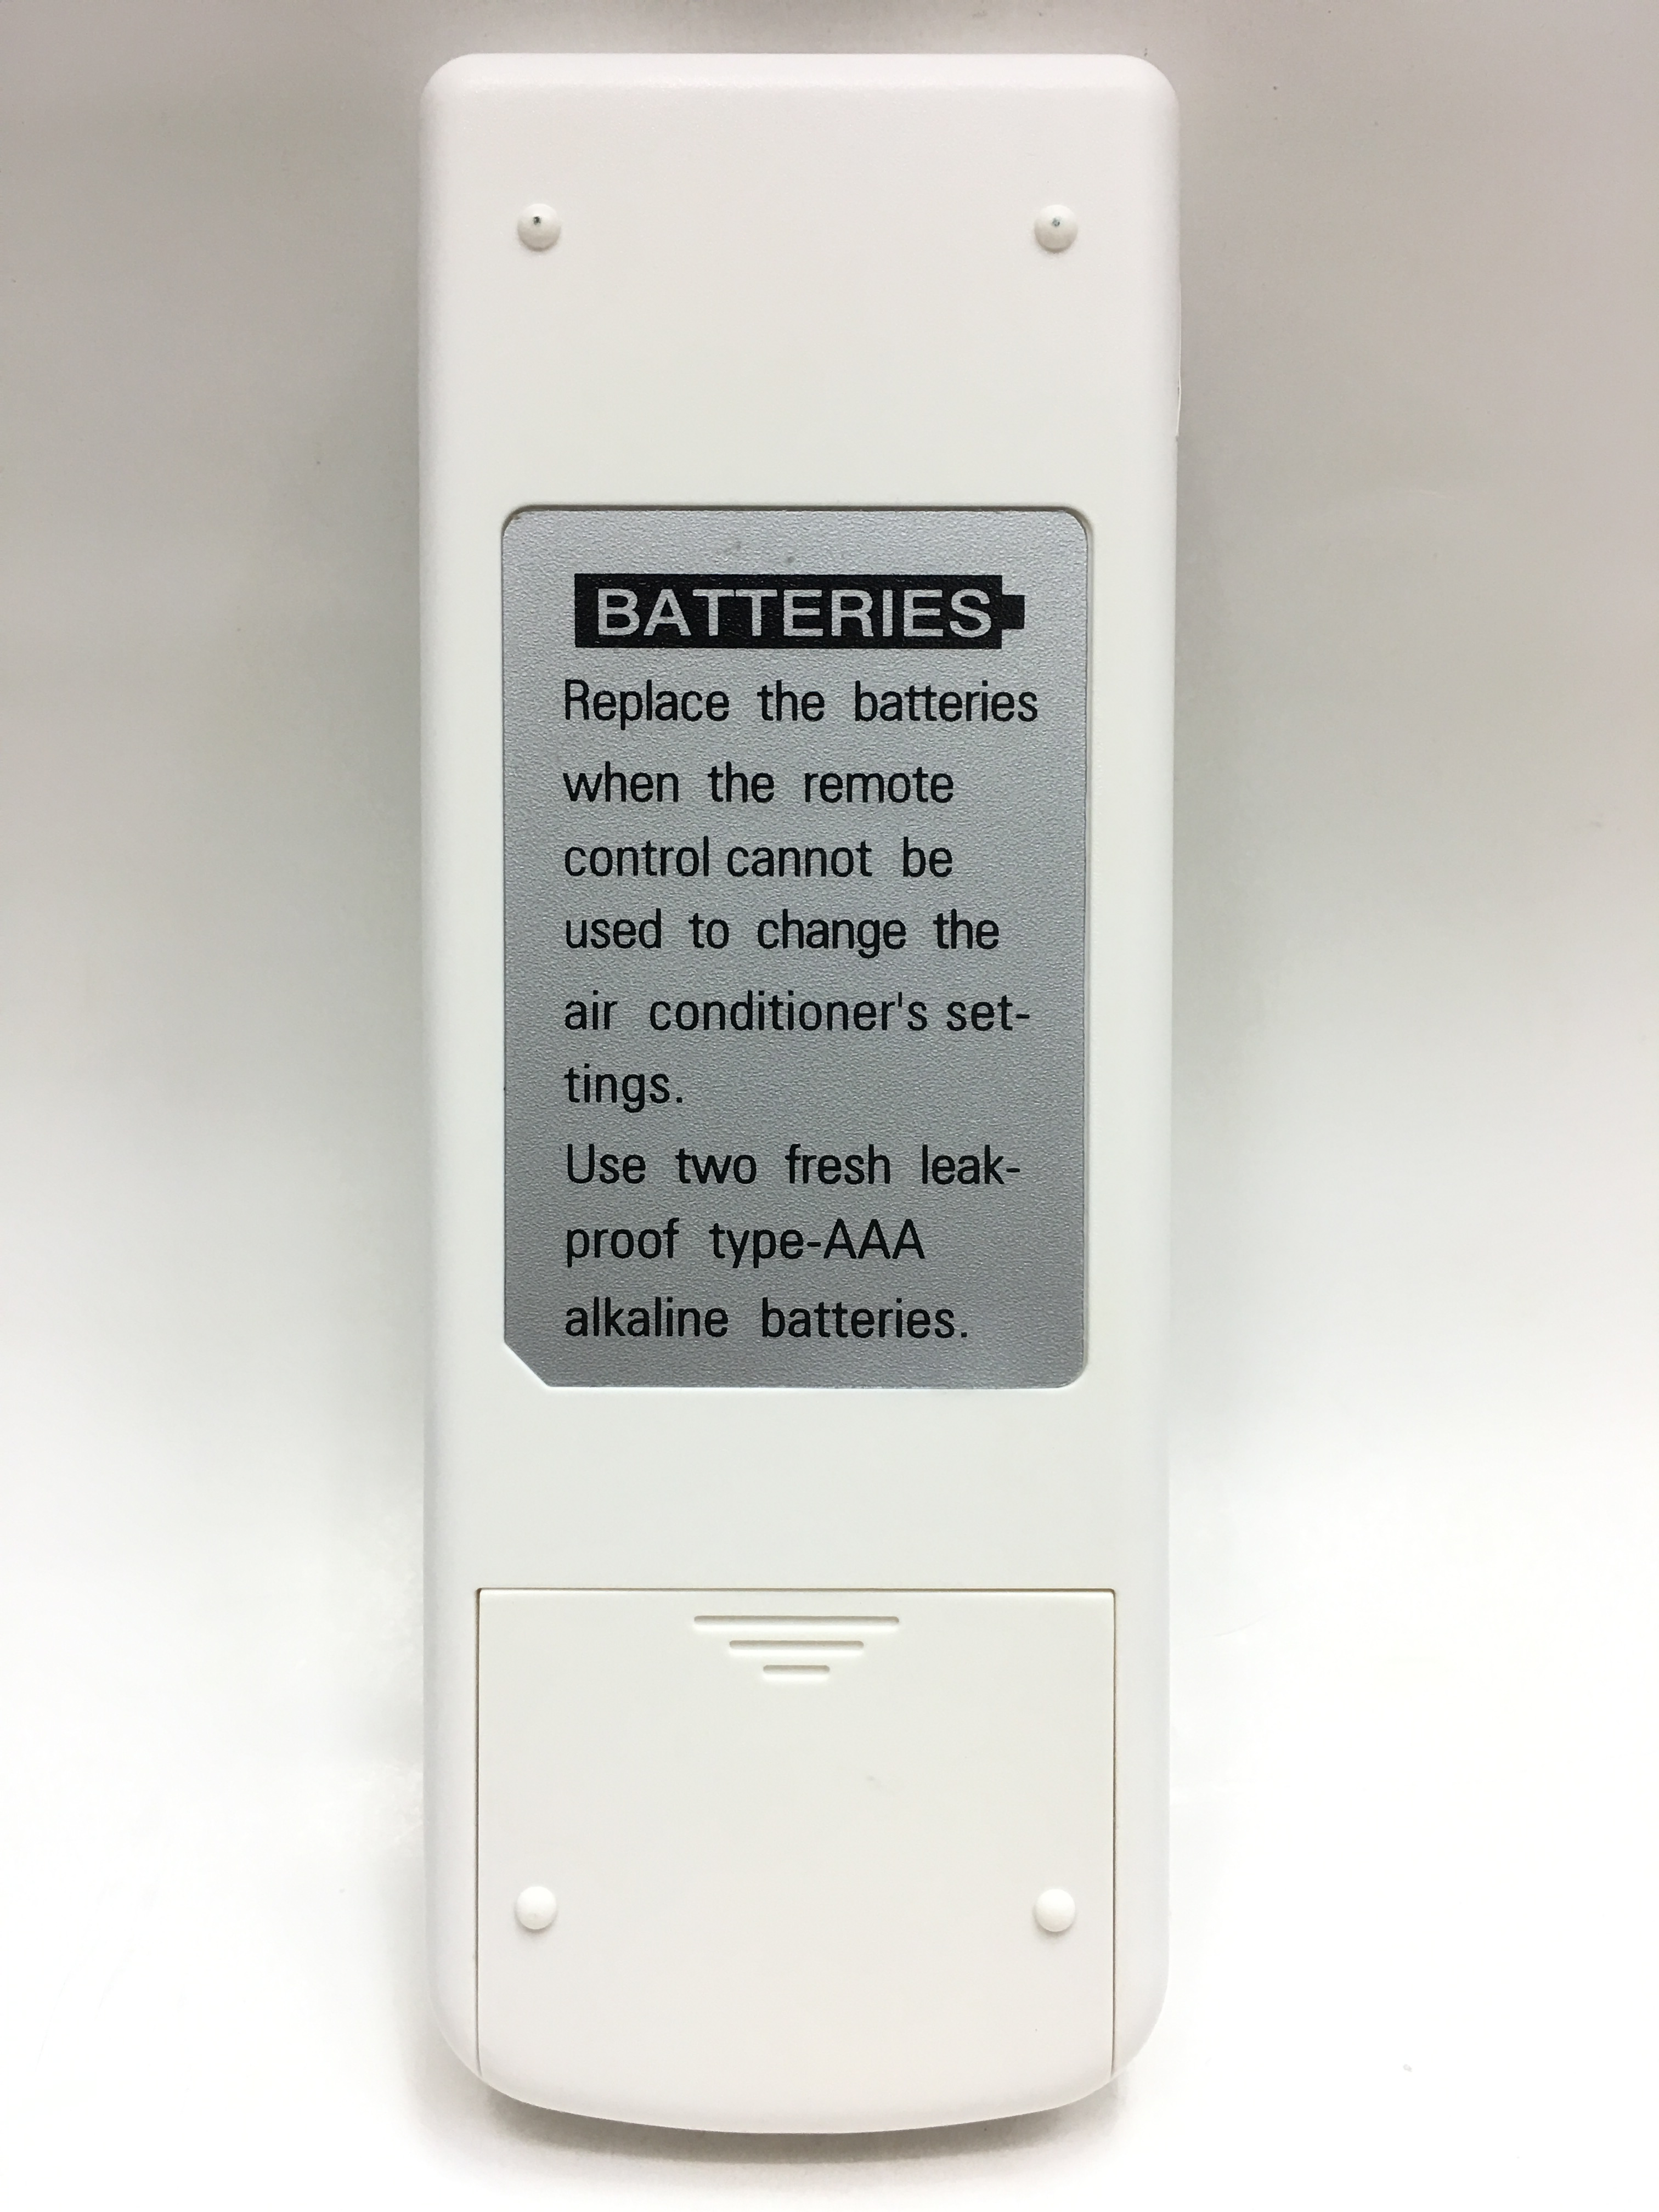 BATTERIES
Replace the batteries
when the remote
control cannot be
used to change the
air conditioner's set-
tings.
Use two fresh leak-
proof type-AAA
alkaline batteries.